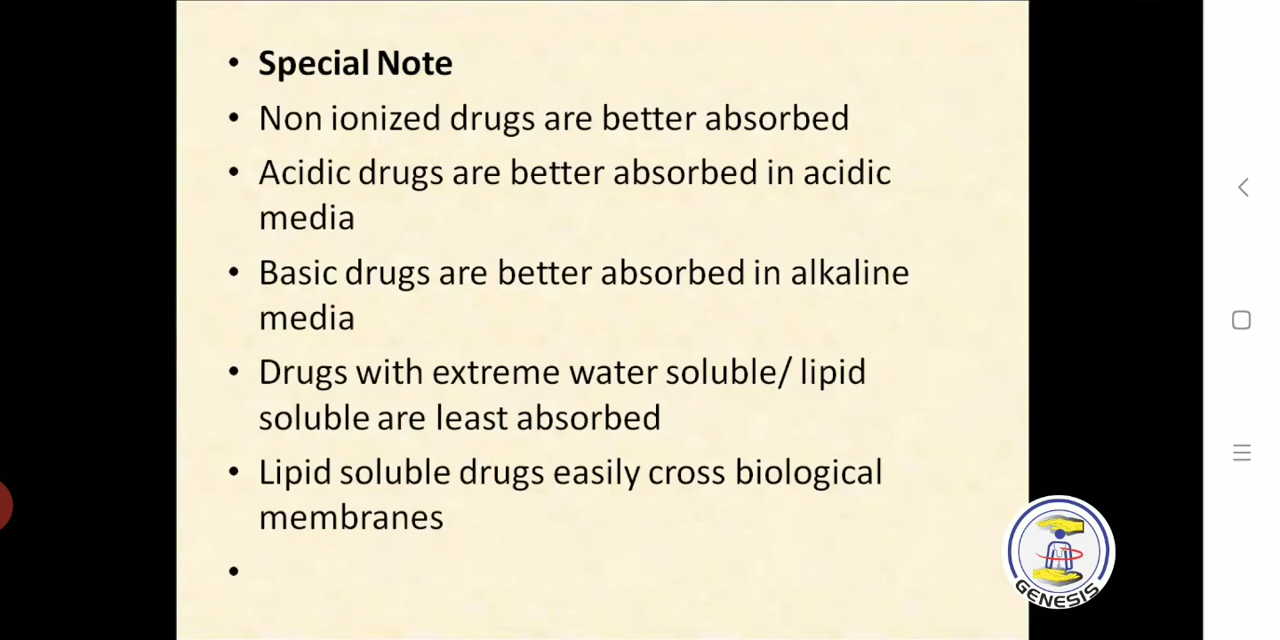 • Special Note
• Non ionized drugs are better absorbed
• Acidic drugs are better absorbed in acidic
media
• Basic drugs are better absorbed in alkaline
media
• Drugs with extreme water soluble/ lipid
soluble are least absorbed
• Lipid soluble drugs easily cross biological
membranes
•
GENESIS